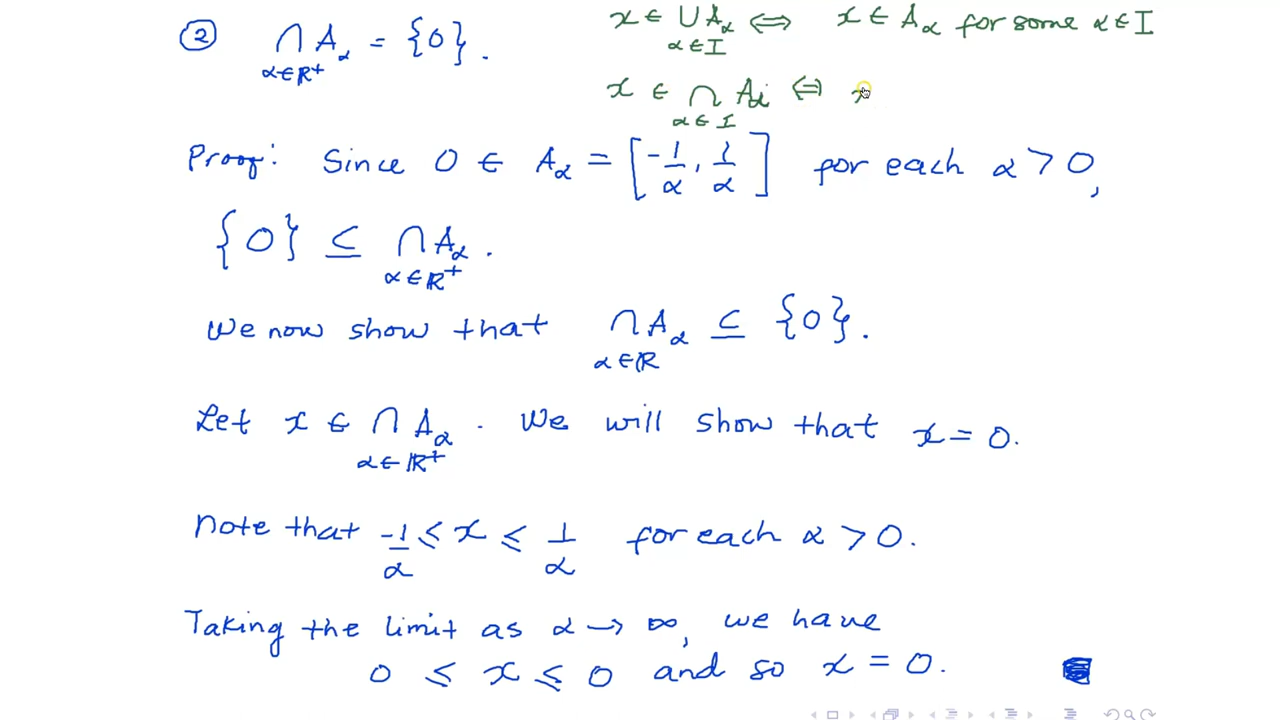 ② ∩ A_α = {0}.
α∈ℝ⁺
x ∈ ∪ A_α ⟺ x ∈ A_α for some α ∈ I
α∈I
x ∈ ∩ A_α ⟺ x
α∈I
Proof: Since 0 ∈ A_α = [-1/α, 1/α] for each α > 0,
{0} ⊆ ∩ A_α.
α∈ℝ⁺
We now show that ∩ A_α ⊆ {0}.
α∈ℝ
Let x ∈ ∩ A_α. We will show that x = 0.
α∈ℝ⁺
Note that -1/α ≤ x ≤ 1/α for each α > 0.
Taking the limit as α → ∞, we have
0 ≤ x ≤ 0 and so x = 0.